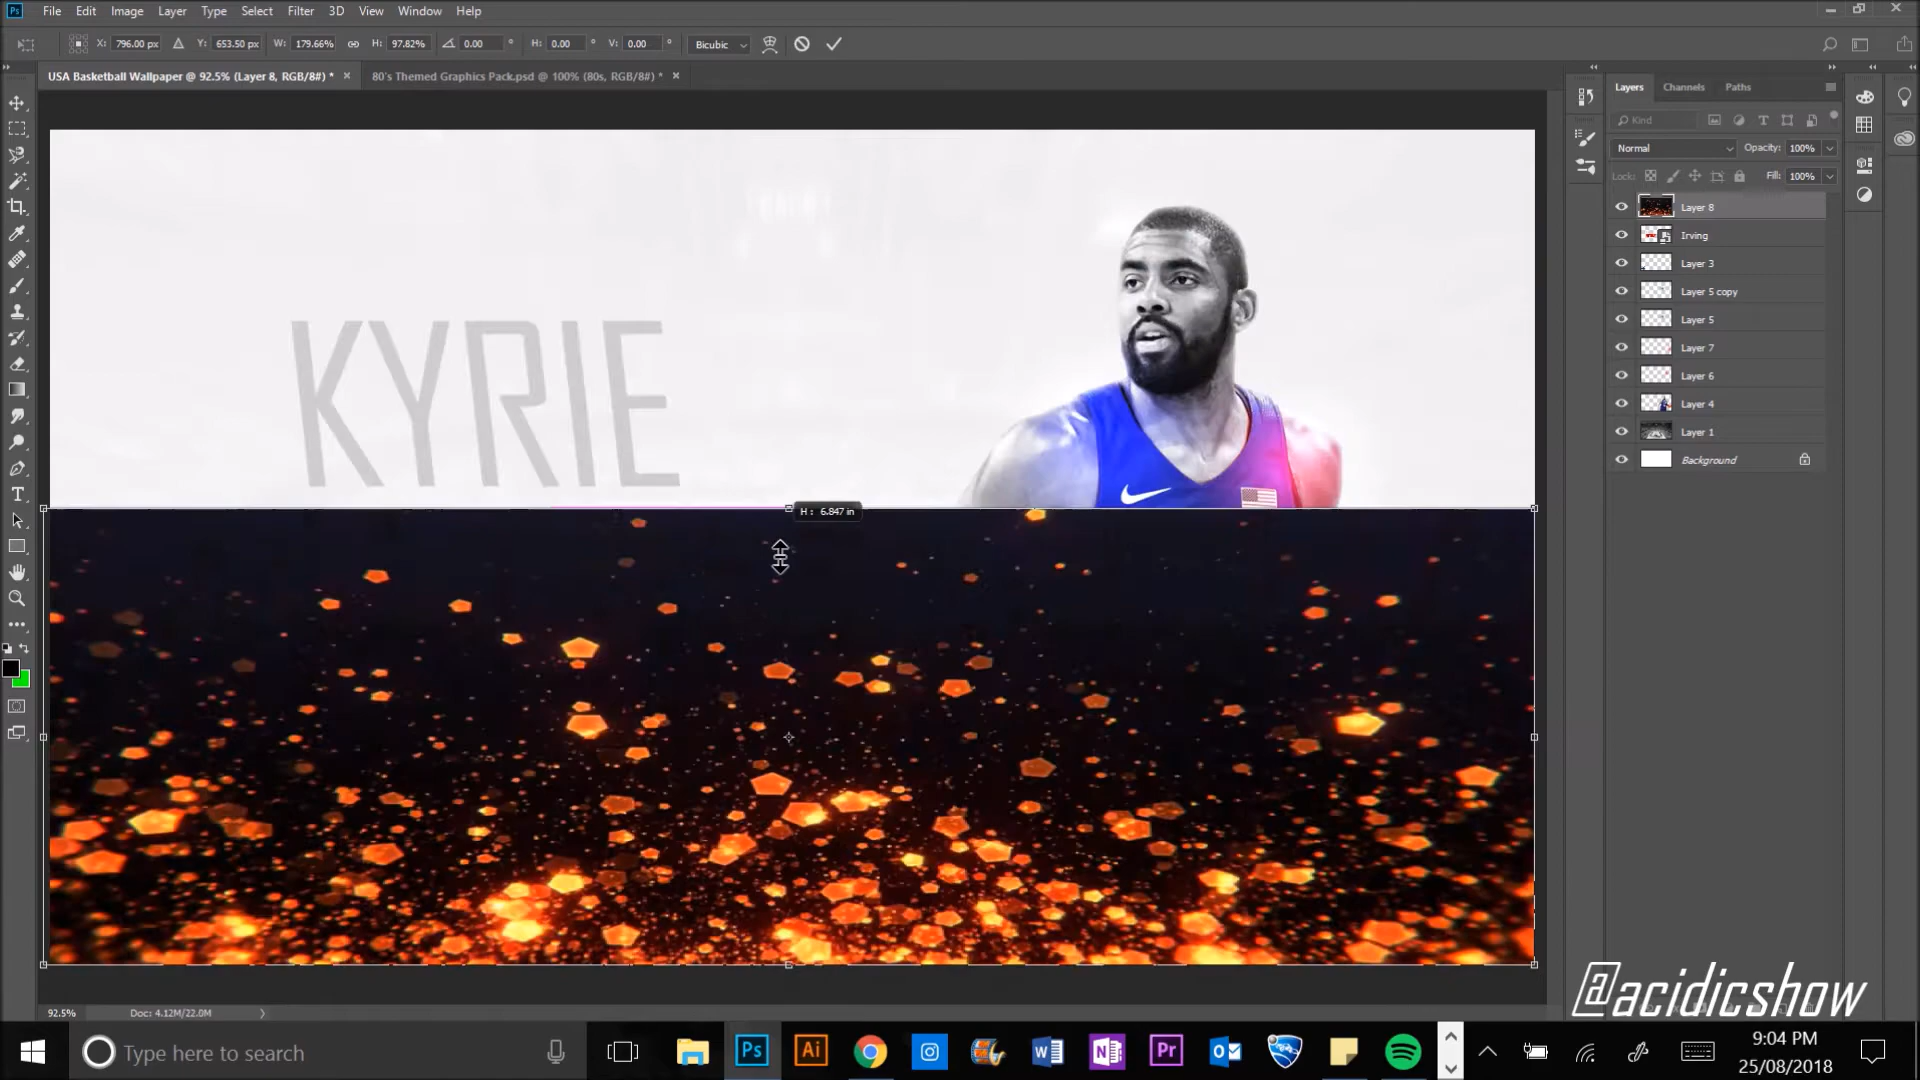 Ps File Edit Image Layer Type Select Filter 3D View Window Help
X: 796.00 px Y: 653.50 px W: 179.66% H: 97.82% 0.00 ° H: 0.00 ° V: 0.00 ° Bicubic
USA Basketball Wallpaper @ 92.5% (Layer 8, RGB/8#) * × 80's Themed Graphics Pack.psd @ 100% (80s, RGB/8#) * ×
Layers Channels Paths
Kind
Normal Opacity: 100%
Lock: Fill: 100%
Layer 8
Irving
Layer 3
Layer 5 copy
Layer 5
Layer 7
Layer 6
Layer 4
Layer 1
Background
KYRIE
H: 6.847 in
92.5% Doc: 4.12M/22.0M
@acidicshow
Type here to search
Ps Ai Pr
9:04 PM
25/08/2018